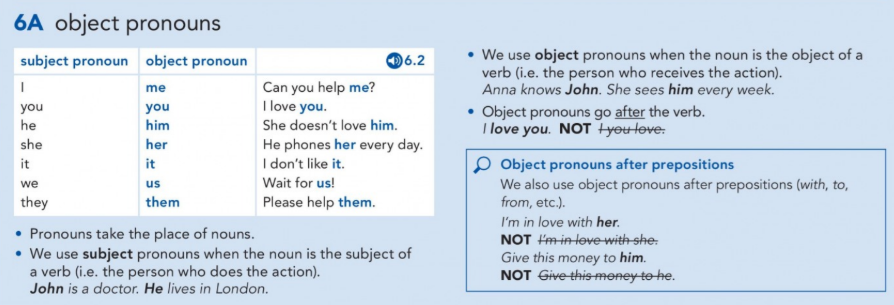 6A object pronouns
subject pronoun object pronoun 6.2
I me Can you help me?
you you I love you.
he him She doesn't love him.
she her He phones her every day.
it it I don't like it.
we us Wait for us!
they them Please help them.
• Pronouns take the place of nouns.
• We use subject pronouns when the noun is the subject of
a verb (i.e. the person who does the action).
John is a doctor. He lives in London.
• We use object pronouns when the noun is the object of a
verb (i.e. the person who receives the action).
Anna knows John. She sees him every week.
• Object pronouns go after the verb.
I love you. NOT I you love.
Object pronouns after prepositions
We also use object pronouns after prepositions (with, to,
from, etc.).
I'm in love with her.
NOT I'm in love with she.
Give this money to him.
NOT Give this money to he.